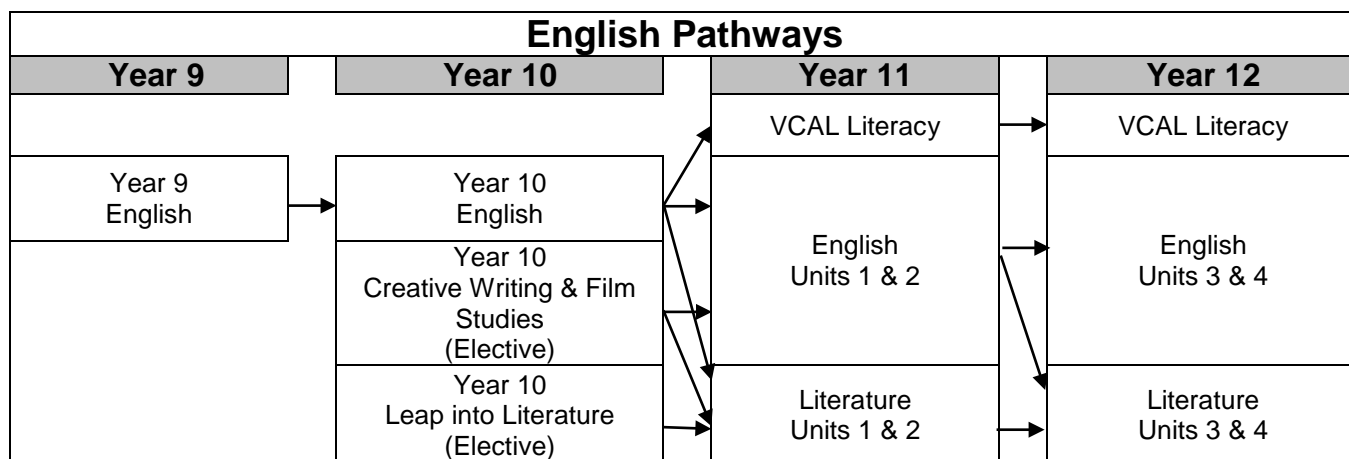 English Pathways
Year 9
Year 10
Year 11
Year 12
VCAL Literacy
VCAL Literacy
Year 9
English
Year 10
English
Year 10
Creative Writing & Film
Studies
(Elective)
Year 10
Leap into Literature
(Elective)
English
Units 1 & 2
Literature
Units 1 & 2
English
Units 3 & 4
Literature
Units 3 & 4